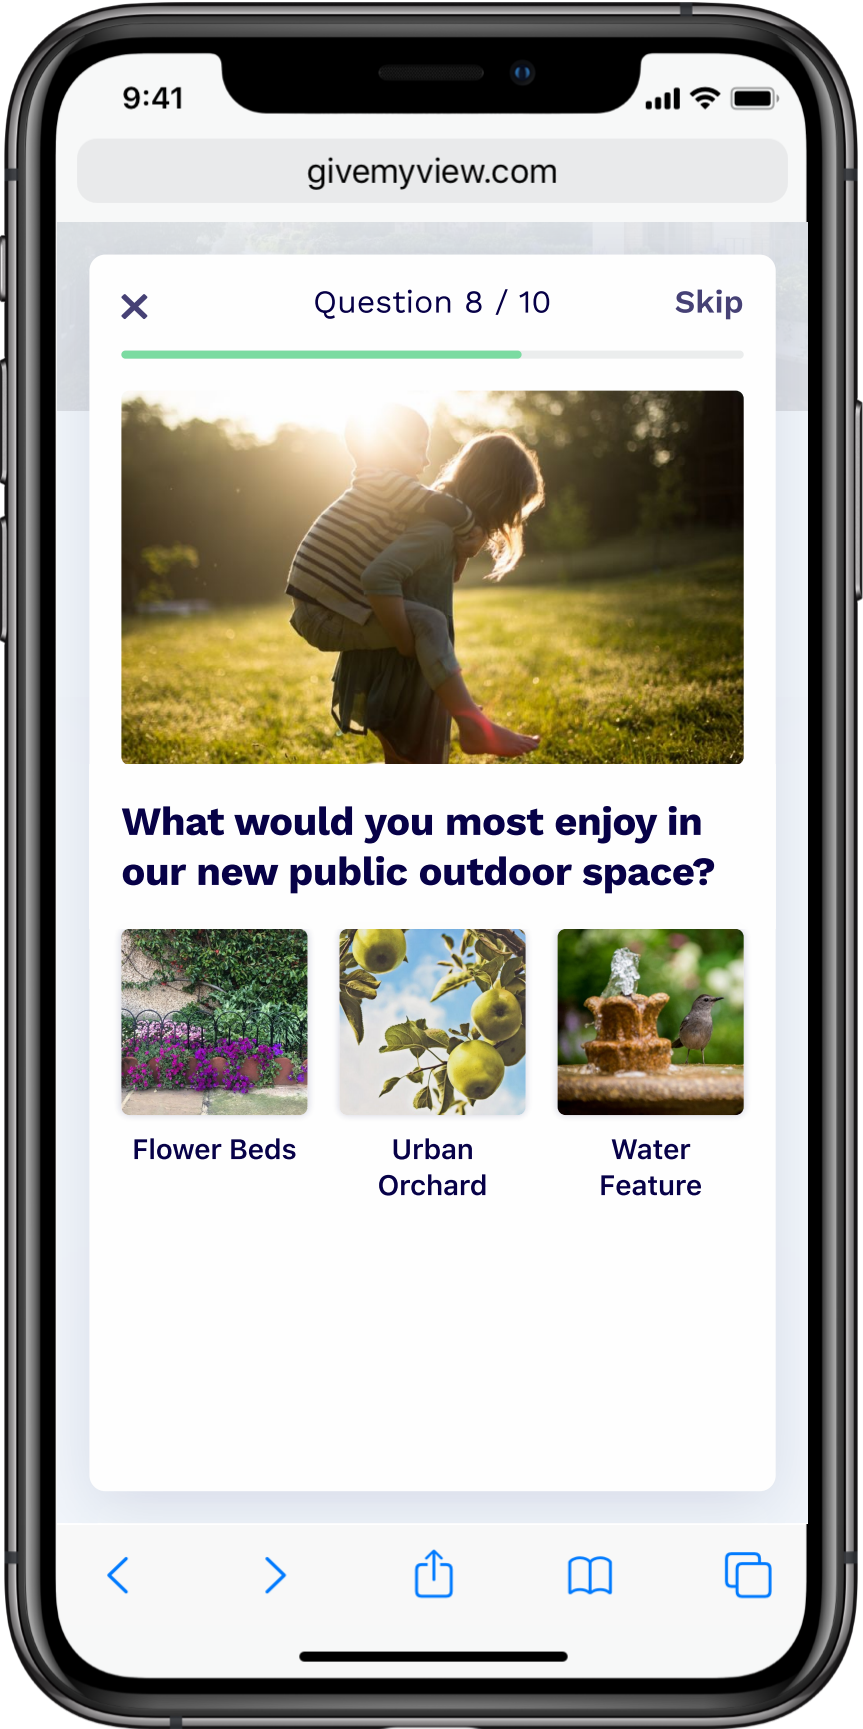 9:41
givemyview.com
Question 8 / 10
Skip
What would you most enjoy in
our new public outdoor space?
Flower Beds
Urban
Orchard
Water
Feature